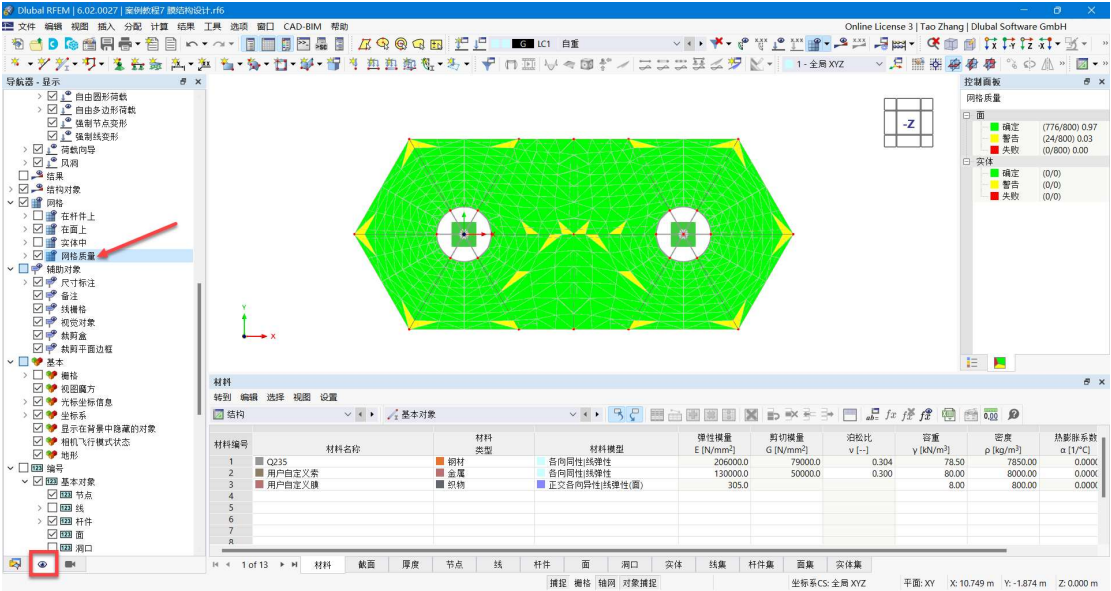 Dlubal RFEM | 6.02.0027 | 案例教程7 膜结构设计.rf6
文件 编辑 视图 插入 分配 计算 结果 工具 选项 窗口 CAD-BIM 帮助
Online License 3 | Tao Zhang | Dlubal Software GmbH
G LC1 自重
1 - 全局 XYZ
导航器 - 显示
自由圆形荷载
自由多边形荷载
强制节点变形
强制线变形
荷载向导
风洞
结果
结构对象
网格
在杆件上
在面上
实体中
网格质量
辅助对象
尺寸标注
备注
线栅格
视觉对象
裁剪盒
裁剪平面边框
基本
栅格
视图魔方
光标坐标信息
坐标系
显示在背景中隐藏的对象
相机飞行模式状态
地形
编号
基本对象
节点
线
杆件
面
洞口
-Z
Y
X
控制面板
网格质量
面
确定 (776/800) 0.97
警告 (24/800) 0.03
失败 (0/800) 0.00
实体
确定 (0/0)
警告 (0/0)
失败 (0/0)
材料
转到 编辑 选择 视图 设置
结构
基本对象
材料编号 材料名称 材料类型 材料模型 弹性模量 E [N/mm²] 剪切模量 G [N/mm²] 泊松比 ν [--] 容重 γ [kN/m³] 密度 ρ [kg/m³] 热膨胀系数 α [1/°C]
1 Q235 钢材 各向同性|线弹性 206000.0 79000.0 0.304 78.50 7850.00 0.0000
2 用户自定义索 金属 各向同性|线弹性 130000.0 50000.0 0.300 80.00 8000.00 0.0000
3 用户自定义膜 织物 正交各向异性|线弹性(面) 305.0 8.00 800.00 0.0000
4
5
6
7
8
1 of 13 材料 截面 厚度 节点 线 杆件 面 洞口 实体 线集 杆件集 面集 实体集
捕捉 栅格 轴网 对象捕捉 坐标系CS: 全局 XYZ 平面: XY X: 10.749 m Y: -1.874 m Z: 0.000 m